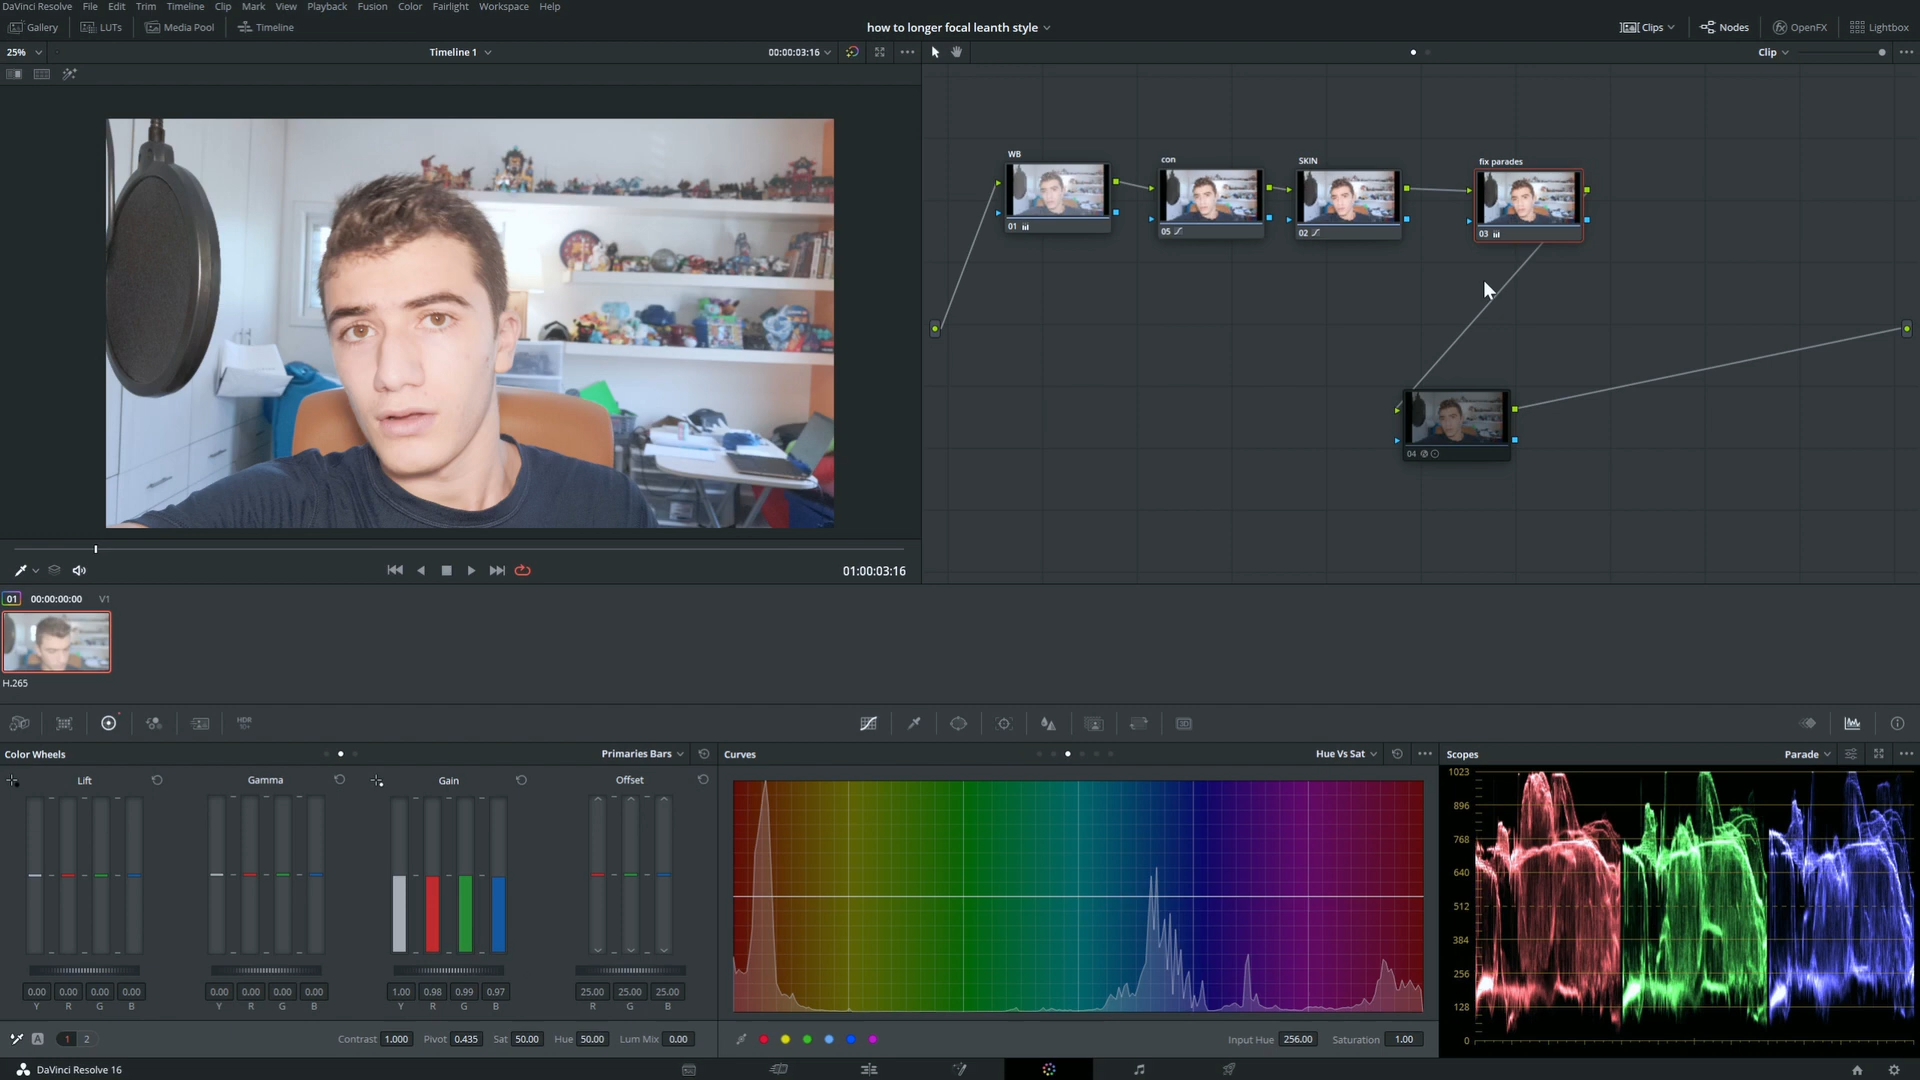 DaVinci Resolve File Edit Trim Timeline Clip Mark View Playback Fusion Color Fairlight Workspace Help
Gallery LUTs Media Pool Timeline how to longer focal leanth style Clips Nodes OpenFX Lightbox
25% Timeline 1 00:00:03:16 Clip
WB con SKIN fix parades
01 05 02 03
04
01:00:03:16
01 00:00:00:00 V1
H.265
HDR
Color Wheels Primaries Bars Curves Hue Vs Sat Scopes Parade
Lift Gamma Gain Offset
1023
896
768
640
512
384
256
128
0
0.00 0.00 0.00 0.00 0.00 0.00 0.00 0.00 1.00 0.98 0.99 0.97 25.00 25.00 25.00
Y R G B Y R G B Y R G B R G B
A 1 2 Contrast 1.000 Pivot 0.435 Sat 50.00 Hue 50.00 Lum Mix 0.00 Input Hue 256.00 Saturation 1.00
DaVinci Resolve 16